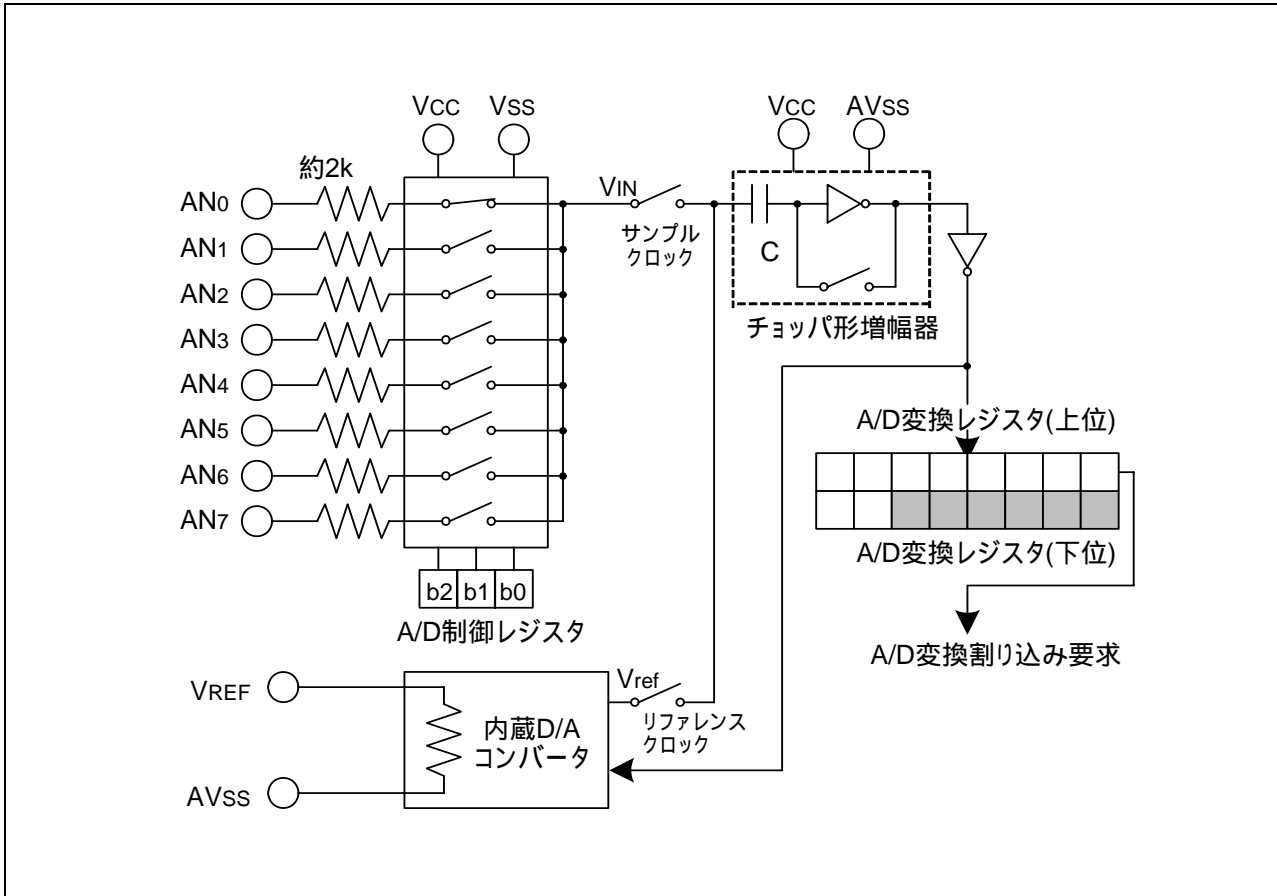 VCC
VSS
VCC
AVSS
約2k
AN0
AN1
AN2
AN3
AN4
AN5
AN6
AN7
VIN
サンプル
クロック
C
チョッパ形増幅器
A/D変換レジスタ(上位)
A/D変換レジスタ(下位)
A/D変換割り込み要求
b2
b1
b0
A/D制御レジスタ
VREF
AVSS
内蔵D/A
コンバータ
Vref
リファレンス
クロック